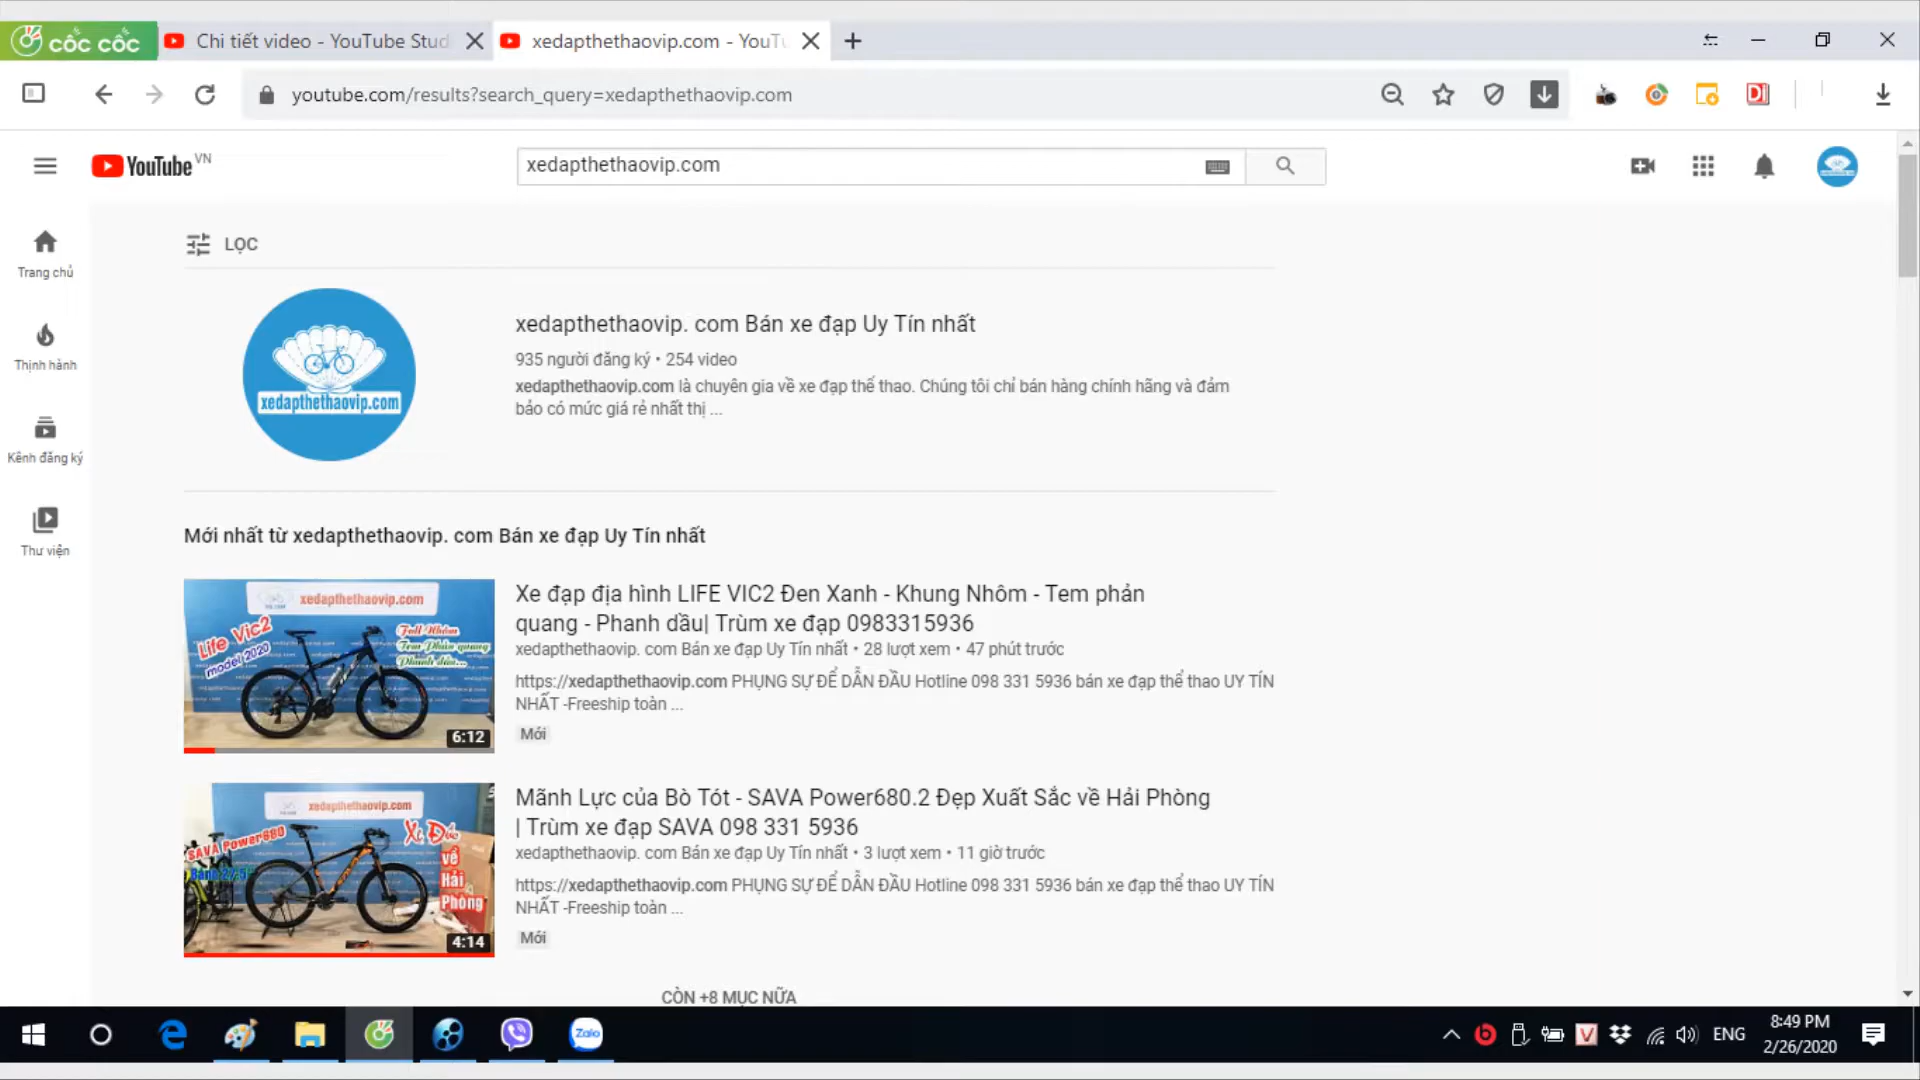 cốc cốc
Chi tiết video - YouTube Stud
xedapthethaovip.com - YouTu
youtube.com/results?search_query=xedapthethaovip.com
YouTube VN
xedapthethaovip.com
Trang chủ
Thịnh hành
Kênh đăng ký
Thư viện
LỌC
xedapthethaovip.com
xedapthethaovip. com Bán xe đạp Uy Tín nhất
935 người đăng ký • 254 video
xedapthethaovip.com là chuyên gia về xe đạp thể thao. Chúng tôi chỉ bán hàng chính hãng và đảm
bảo có mức giá rẻ nhất thị ...
Mới nhất từ xedapthethaovip. com Bán xe đạp Uy Tín nhất
xedapthethaovip.com
Life Vic2
model 2020
Full Nhôm
Tem Phản quang
Phanh dầu...
6:12
Xe đạp địa hình LIFE VIC2 Đen Xanh - Khung Nhôm - Tem phản
quang - Phanh dầu| Trùm xe đạp 0983315936
xedapthethaovip. com Bán xe đạp Uy Tín nhất • 28 lượt xem • 47 phút trước
https://xedapthethaovip.com PHỤNG SỰ ĐỂ DẪN ĐẦU Hotline 098 331 5936 bán xe đạp thể thao UY TÍN
NHẤT -Freeship toàn ...
Mới
xedapthethaovip.com
SAVA Power680
Xi Đúc
về
Hải
Phòng
4:14
Mãnh Lực của Bò Tót - SAVA Power680.2 Đẹp Xuất Sắc về Hải Phòng
| Trùm xe đạp SAVA 098 331 5936
xedapthethaovip. com Bán xe đạp Uy Tín nhất • 3 lượt xem • 11 giờ trước
https://xedapthethaovip.com PHỤNG SỰ ĐỂ DẪN ĐẦU Hotline 098 331 5936 bán xe đạp thể thao UY TÍN
NHẤT -Freeship toàn ...
Mới
CÒN +8 MỤC NỮA
Zalo
ENG
8:49 PM
2/26/2020